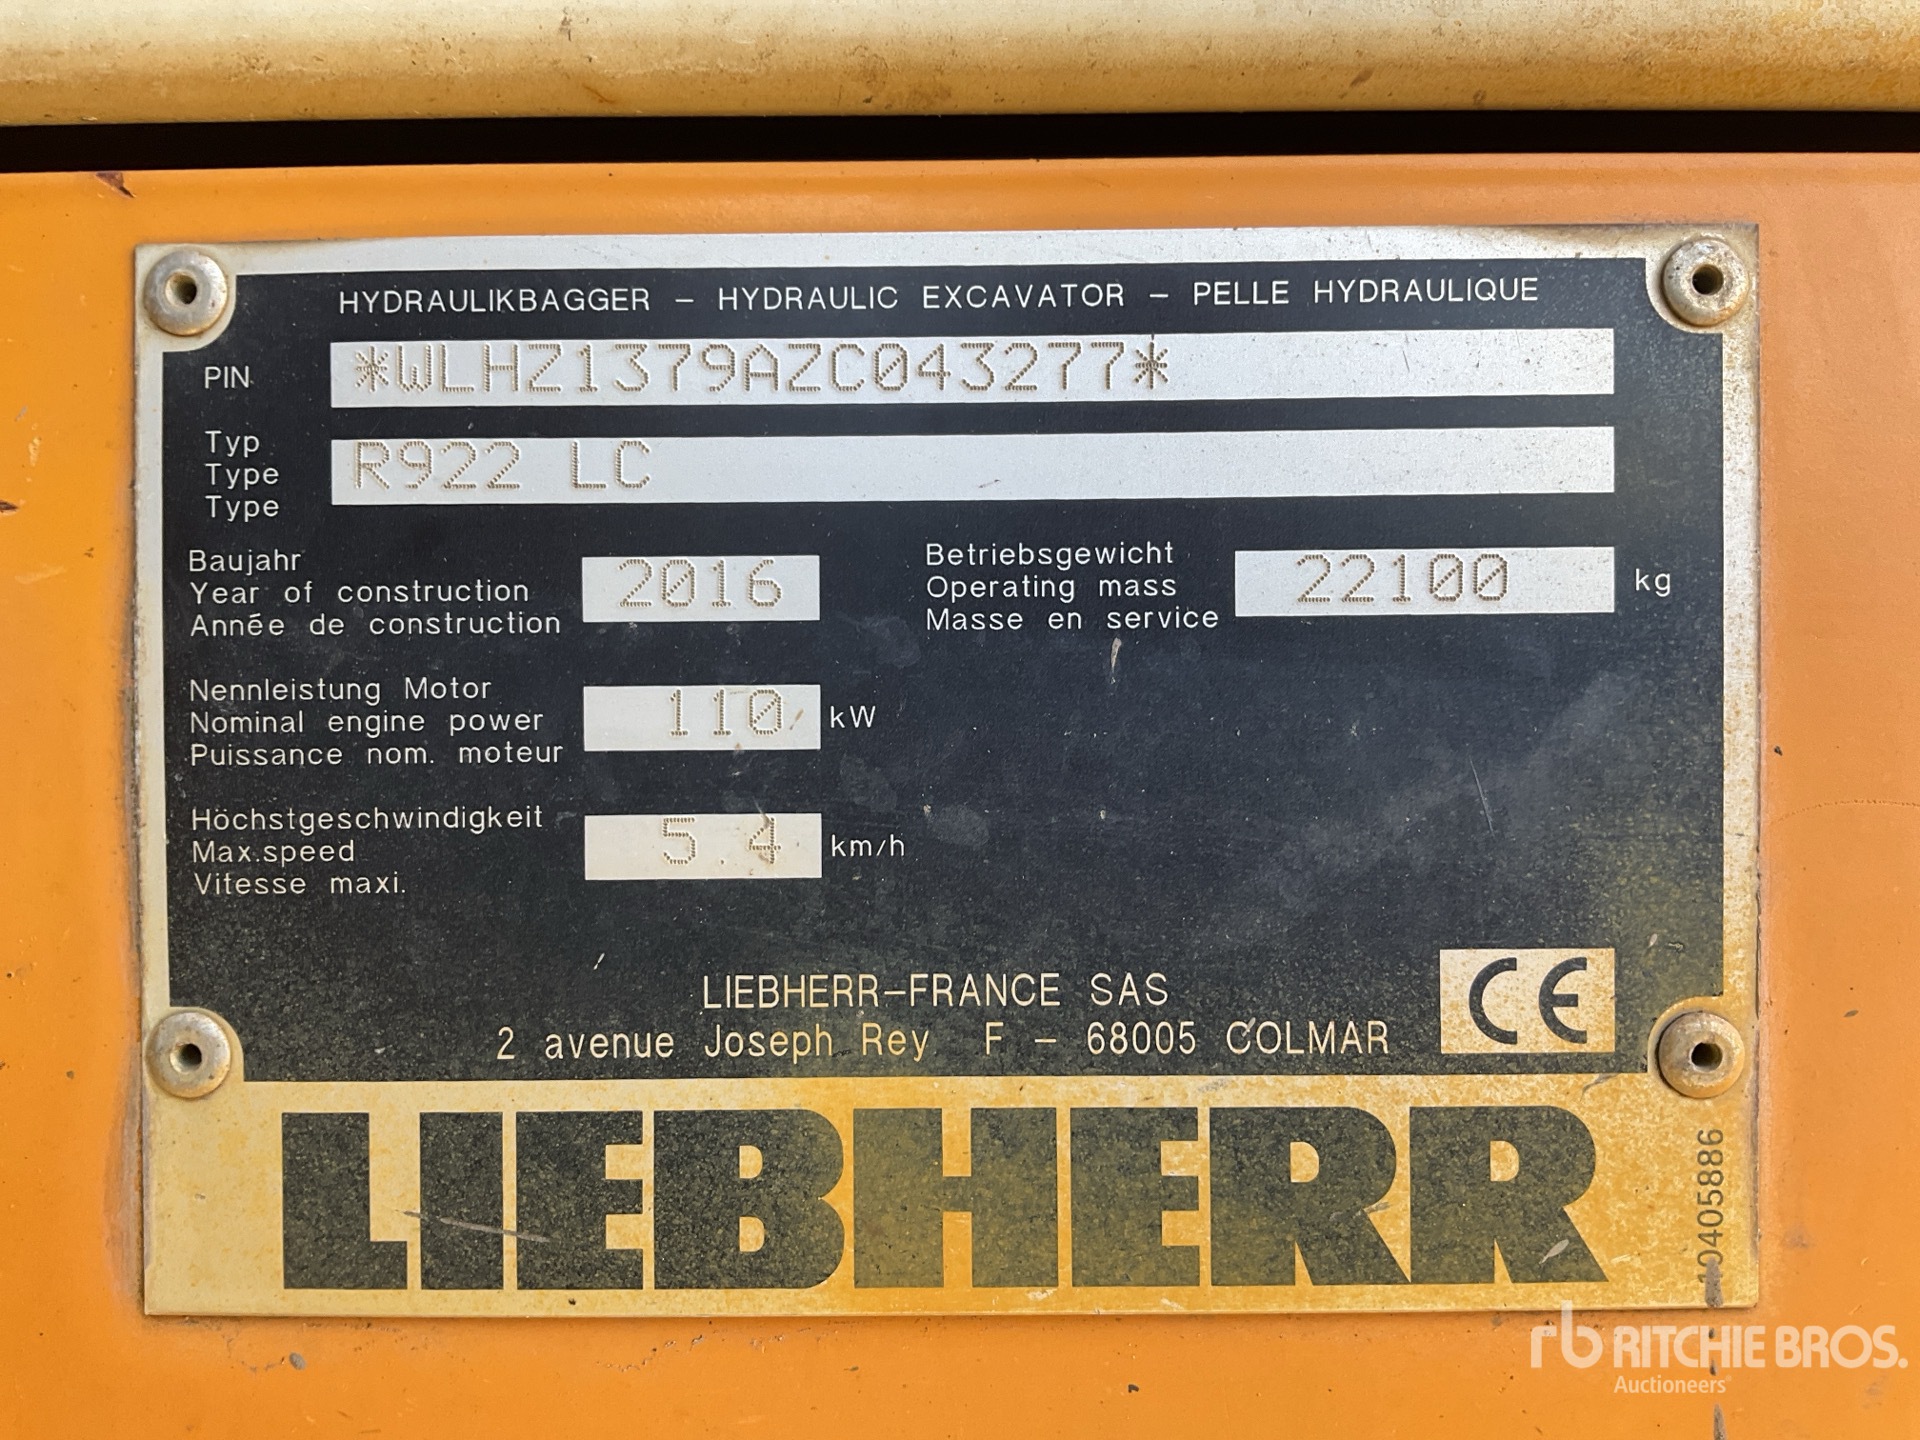 HYDRAULIKBAGGER – HYDRAULIC EXCAVATOR – PELLE HYDRAULIQUE
PIN *WLHZ1379AZC043277*
Typ
Type R922 LC
Type
Baujahr
Year of construction 2016
Année de construction
Betriebsgewicht
Operating mass 22100 kg
Masse en service
Nennleistung Motor
Nominal engine power 110 kW
Puissance nom. moteur
Höchstgeschwindigkeit
Max.speed 5.4 km/h
Vitesse maxi.
LIEBHERR–FRANCE SAS
2 avenue Joseph Rey F – 68005 COLMAR
CE
LIEBHERR
10405886
rb RITCHIE BROS.
Auctioneers